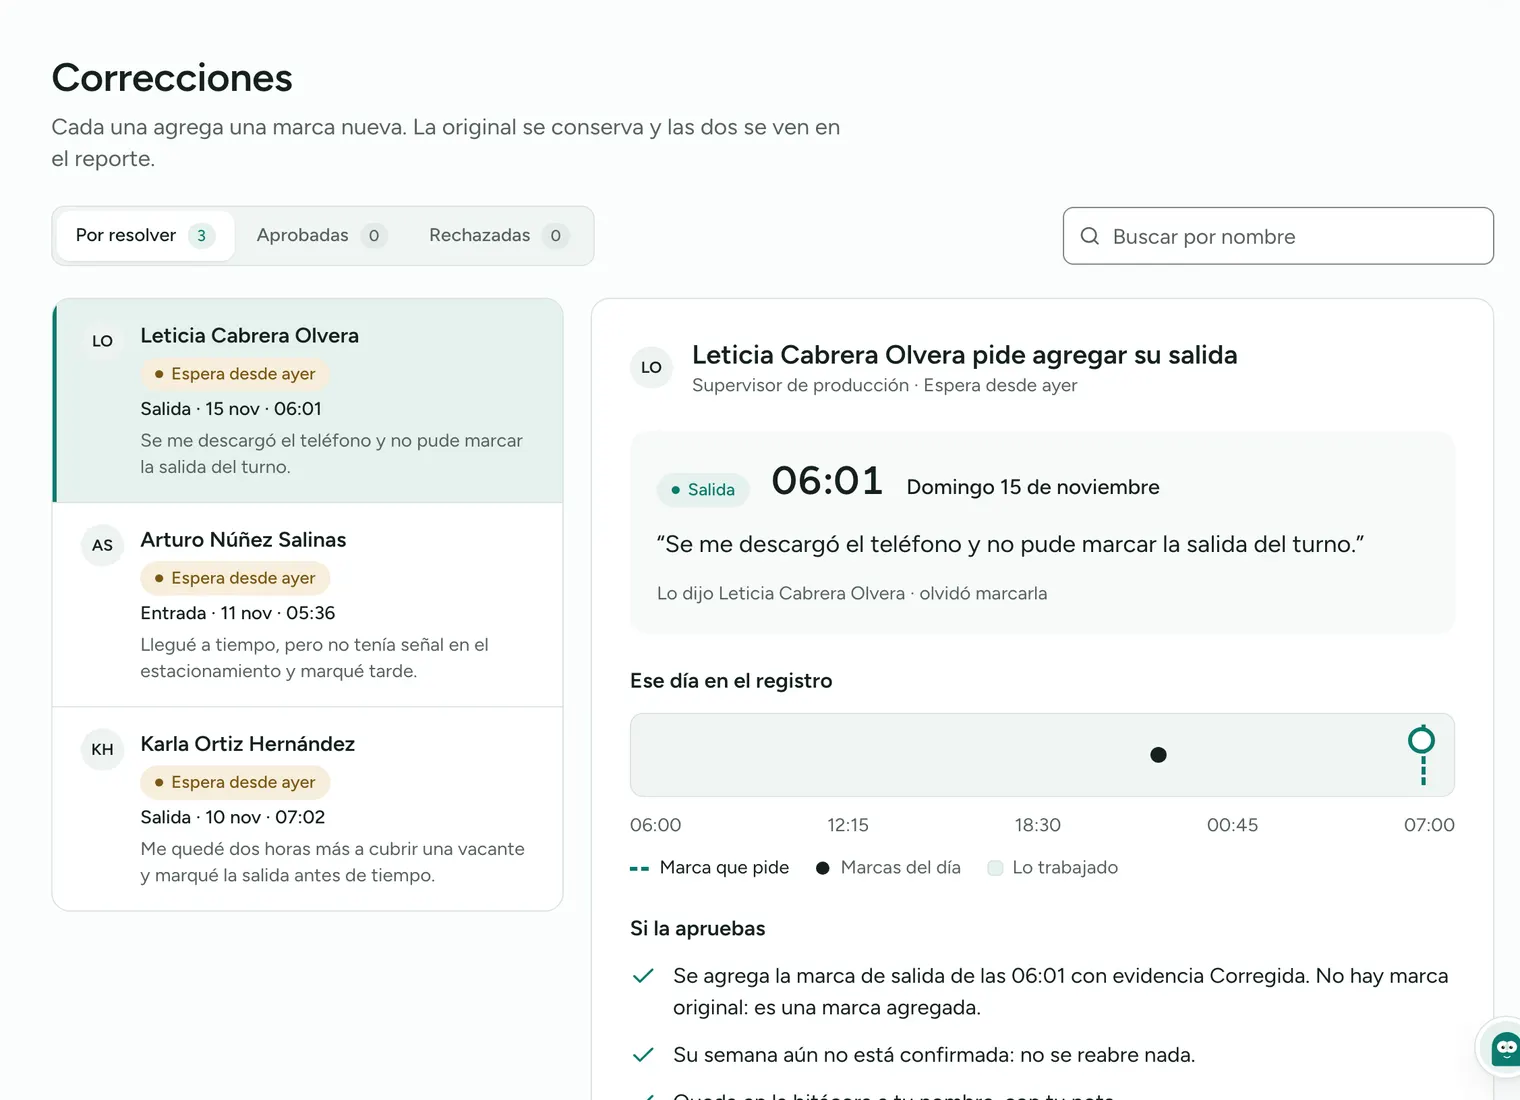 Correcciones
Cada una agrega una marca nueva. La original se conserva y las dos se ven en
el reporte.
Por resolver 3 Aprobadas 0 Rechazadas 0
Buscar por nombre
LO
Leticia Cabrera Olvera
Espera desde ayer
Salida · 15 nov · 06:01
Se me descargó el teléfono y no pude marcar
la salida del turno.
AS
Arturo Núñez Salinas
Espera desde ayer
Entrada · 11 nov · 05:36
Llegué a tiempo, pero no tenía señal en el
estacionamiento y marqué tarde.
KH
Karla Ortiz Hernández
Espera desde ayer
Salida · 10 nov · 07:02
Me quedé dos horas más a cubrir una vacante
y marqué la salida antes de tiempo.
LO
Leticia Cabrera Olvera pide agregar su salida
Supervisor de producción · Espera desde ayer
Salida 06:01 Domingo 15 de noviembre
“Se me descargó el teléfono y no pude marcar la salida del turno.”
Lo dijo Leticia Cabrera Olvera · olvidó marcarla
Ese día en el registro
06:00 12:15 18:30 00:45 07:00
Marca que pide Marcas del día Lo trabajado
Si la apruebas
Se agrega la marca de salida de las 06:01 con evidencia Corregida. No hay marca
original: es una marca agregada.
Su semana aún no está confirmada: no se reabre nada.